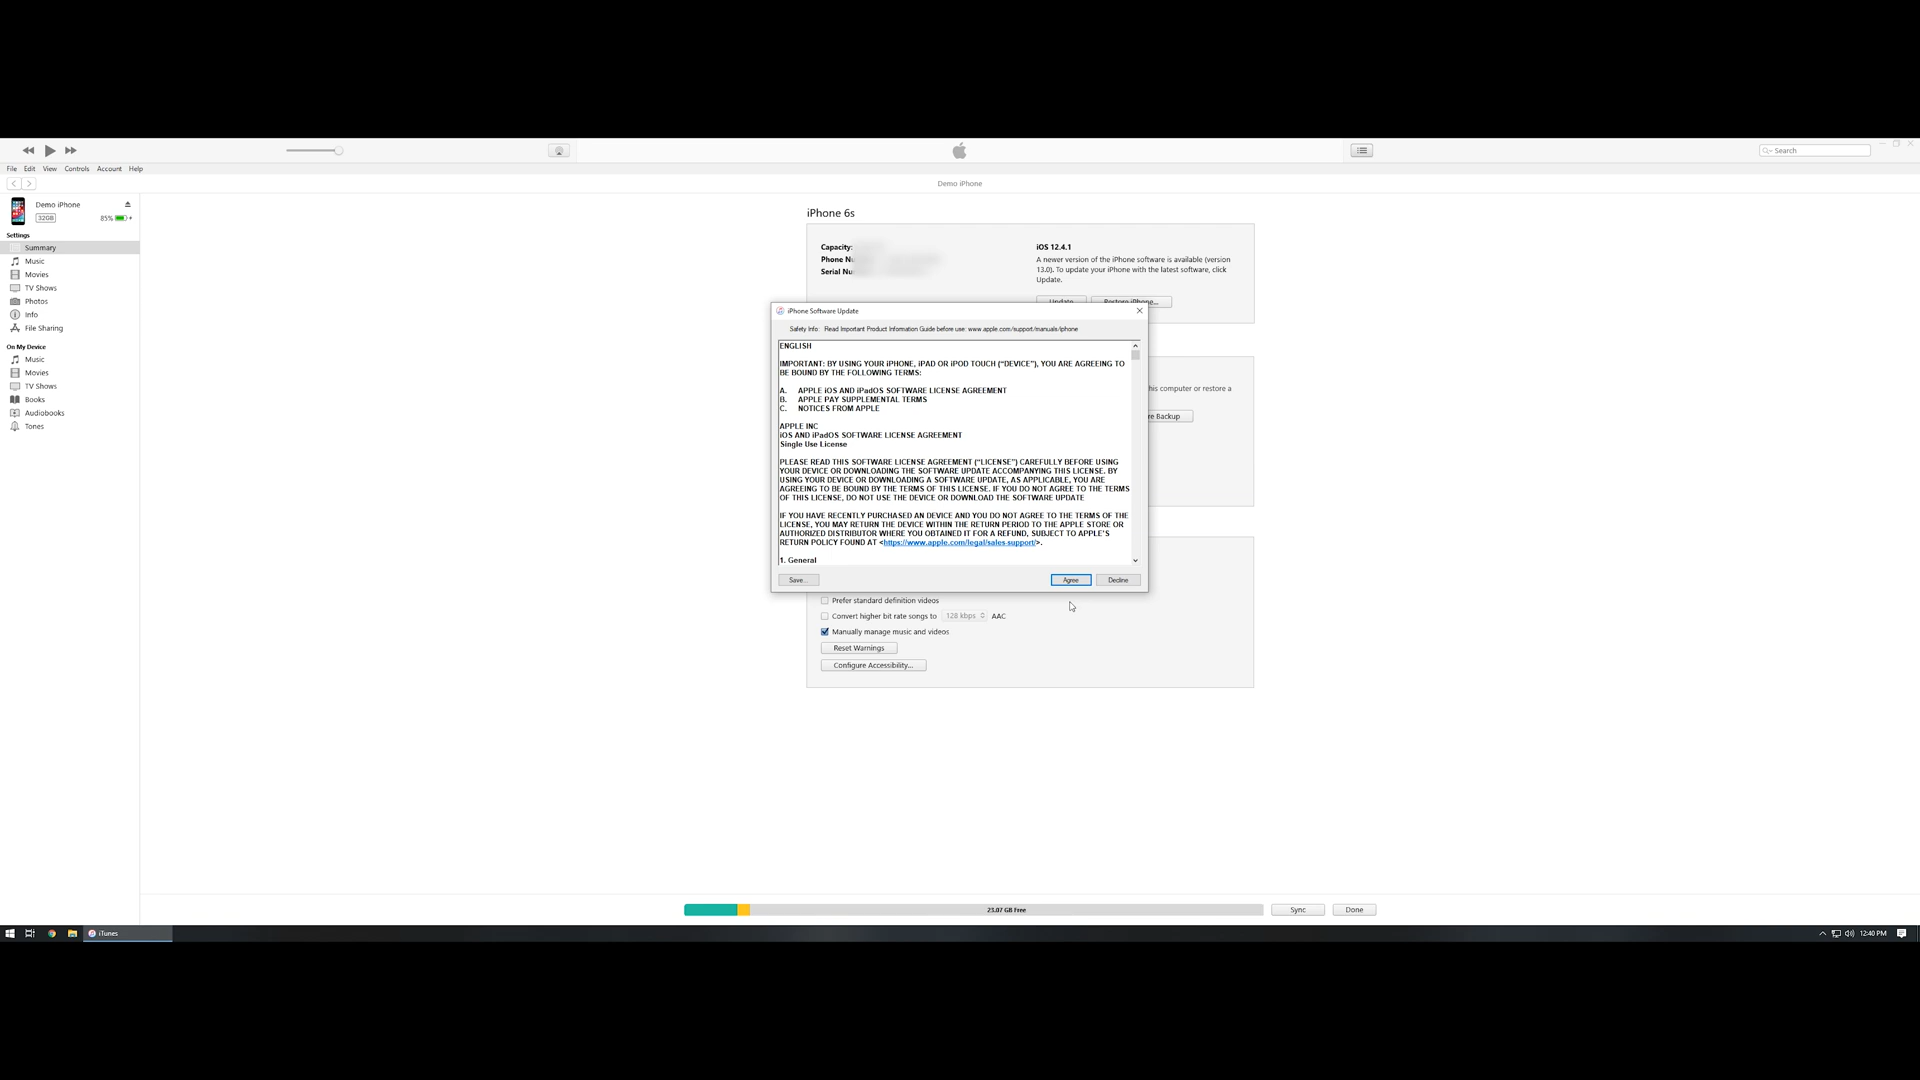 Search
File Edit View Controls Account Help
Demo iPhone
Demo iPhone
32GB
85%
Settings
Summary
Music
Movies
TV Shows
Photos
Info
File Sharing
On My Device
Music
Movies
TV Shows
Books
Audiobooks
Tones
iPhone 6s
Capacity:
Phone Nu
Serial Nu
iOS 12.4.1
A newer version of the iPhone software is available (version
13.0). To update your iPhone with the latest software, click
Update.
Update Restore iPhone...
iPhone Software Update
Safety Info: Read Important Product Information Guide before use: www.apple.com/support/manuals/iphone
ENGLISH
IMPORTANT: BY USING YOUR iPHONE, iPAD OR iPOD TOUCH (“DEVICE”), YOU ARE AGREEING TO
BE BOUND BY THE FOLLOWING TERMS:
A. APPLE iOS AND iPadOS SOFTWARE LICENSE AGREEMENT
B. APPLE PAY SUPPLEMENTAL TERMS
C. NOTICES FROM APPLE
APPLE INC
iOS AND iPadOS SOFTWARE LICENSE AGREEMENT
Single Use License
PLEASE READ THIS SOFTWARE LICENSE AGREEMENT (“LICENSE”) CAREFULLY BEFORE USING
YOUR DEVICE OR DOWNLOADING THE SOFTWARE UPDATE ACCOMPANYING THIS LICENSE. BY
USING YOUR DEVICE OR DOWNLOADING A SOFTWARE UPDATE, AS APPLICABLE, YOU ARE
AGREEING TO BE BOUND BY THE TERMS OF THIS LICENSE. IF YOU DO NOT AGREE TO THE TERMS
OF THIS LICENSE, DO NOT USE THE DEVICE OR DOWNLOAD THE SOFTWARE UPDATE
IF YOU HAVE RECENTLY PURCHASED AN DEVICE AND YOU DO NOT AGREE TO THE TERMS OF THE
LICENSE, YOU MAY RETURN THE DEVICE WITHIN THE RETURN PERIOD TO THE APPLE STORE OR
AUTHORIZED DISTRIBUTOR WHERE YOU OBTAINED IT FOR A REFUND, SUBJECT TO APPLE'S
RETURN POLICY FOUND AT <https://www.apple.com/legal/sales-support/>.
1. General
Save... Agree Decline
his computer or restore a
re Backup
Prefer standard definition videos
Convert higher bit rate songs to 128 kbps AAC
Manually manage music and videos
Reset Warnings
Configure Accessibility...
23.07 GB Free
Sync Done
iTunes
12:40 PM